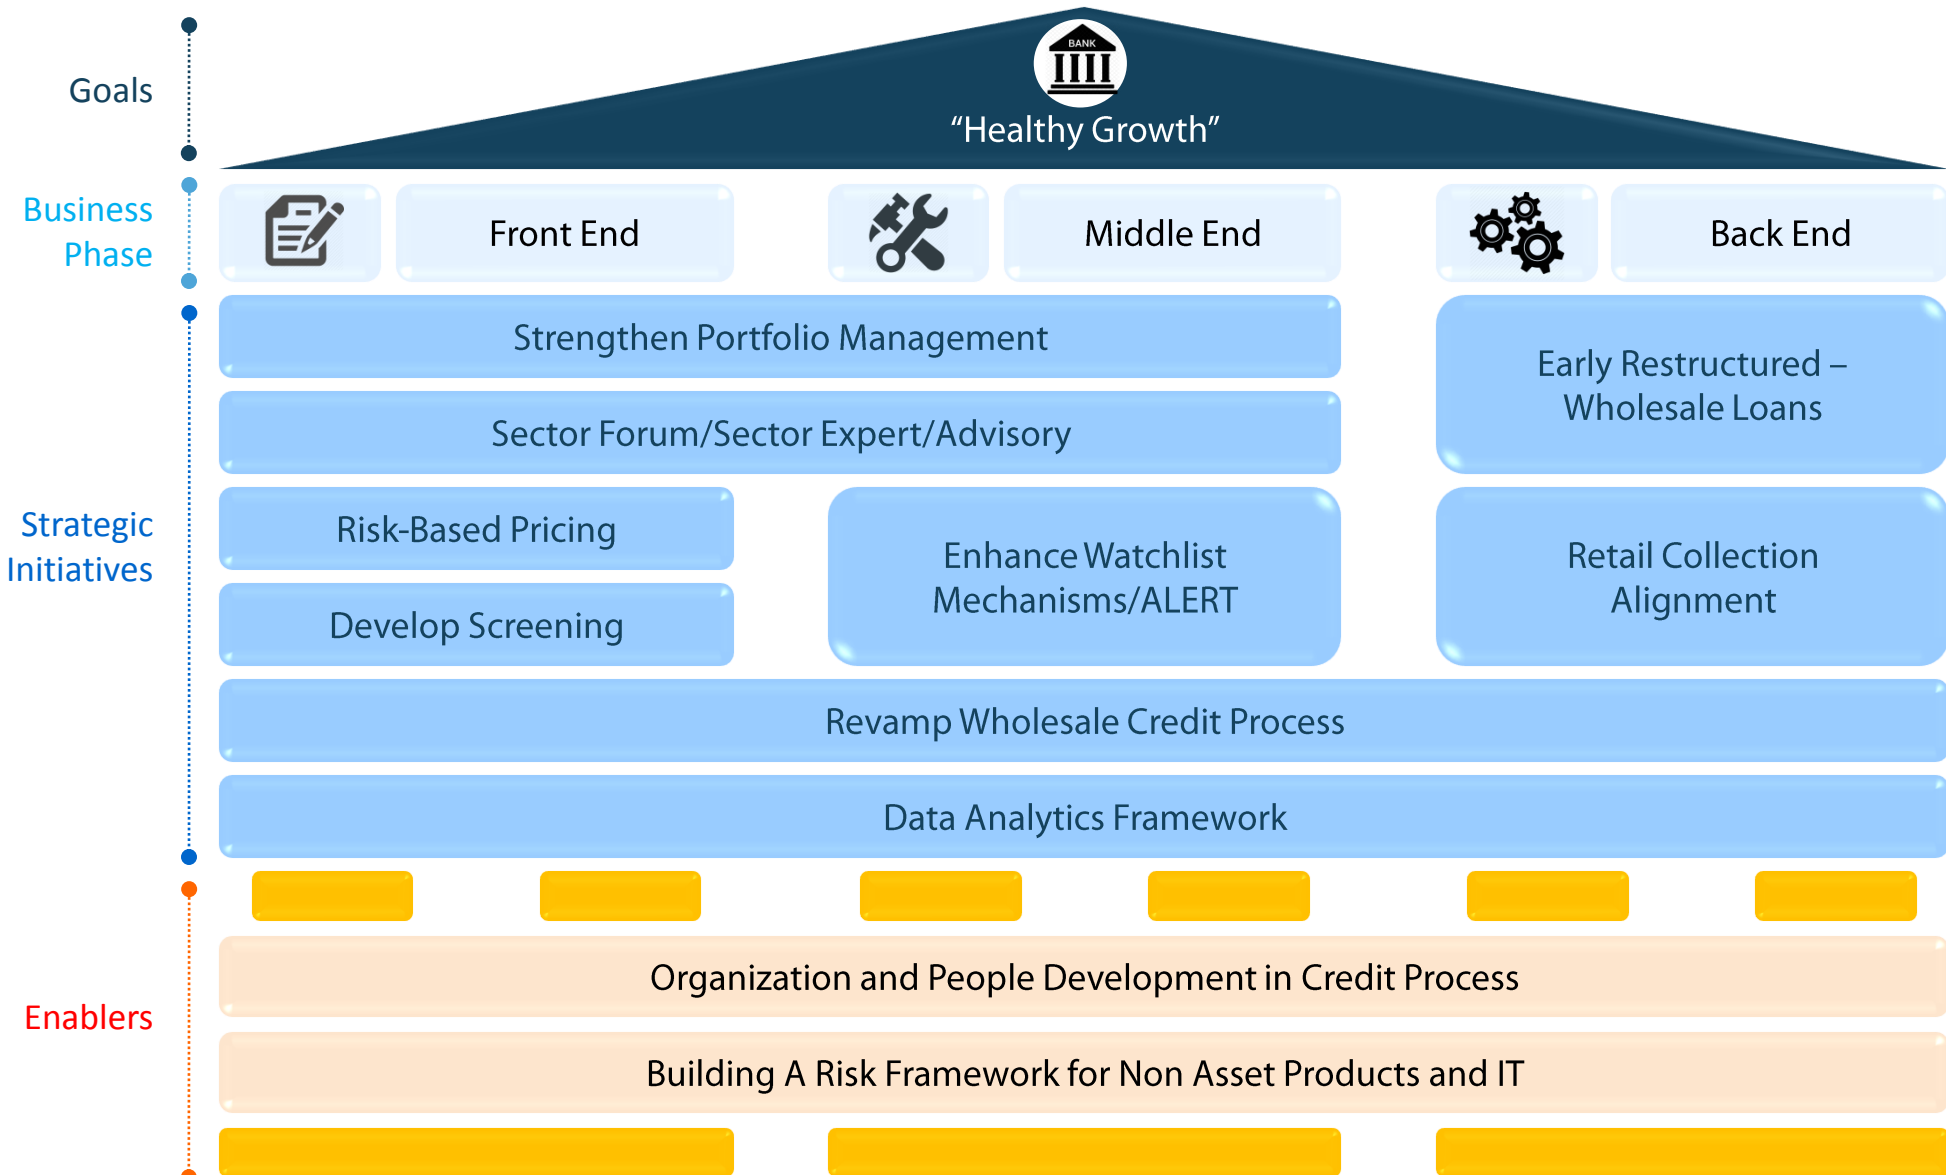 BANK
“Healthy Growth”
Goals
Business
Phase
Front End
Middle End
Back End
Strategic
Initiatives
Strengthen Portfolio Management
Sector Forum/Sector Expert/Advisory
Early Restructured –
Wholesale Loans
Risk-Based Pricing
Develop Screening
Enhance Watchlist
Mechanisms/ALERT
Retail Collection
Alignment
Revamp Wholesale Credit Process
Data Analytics Framework
Enablers
Organization and People Development in Credit Process
Building A Risk Framework for Non Asset Products and IT